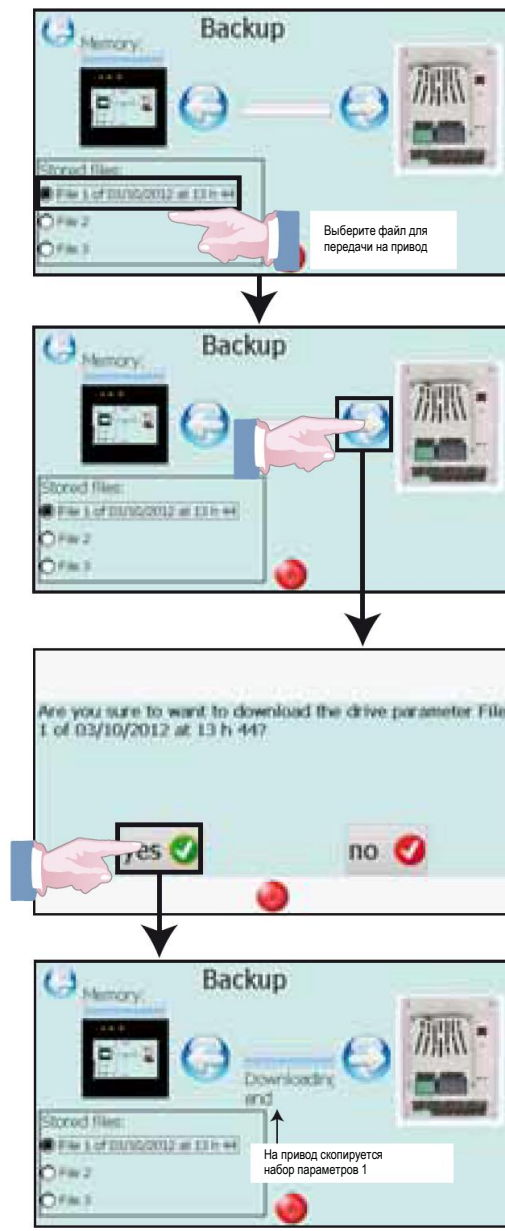 Backup
Memory:
Stored files:
File 1 of 03/10/2012 at 13 h 44
File 2
File 3
Выберите файл для
передачи на привод
Backup
Memory:
Stored files:
File 1 of 03/10/2012 at 13 h 44
File 2
File 3
Are you sure to want to download the drive parameter File
1 of 03/10/2012 at 13 h 44?
yes
no
Backup
Memory:
Downloading
end
Stored files:
File 1 of 03/10/2012 at 13 h 44
File 2
File 3
На привод скопируется
набор параметров 1